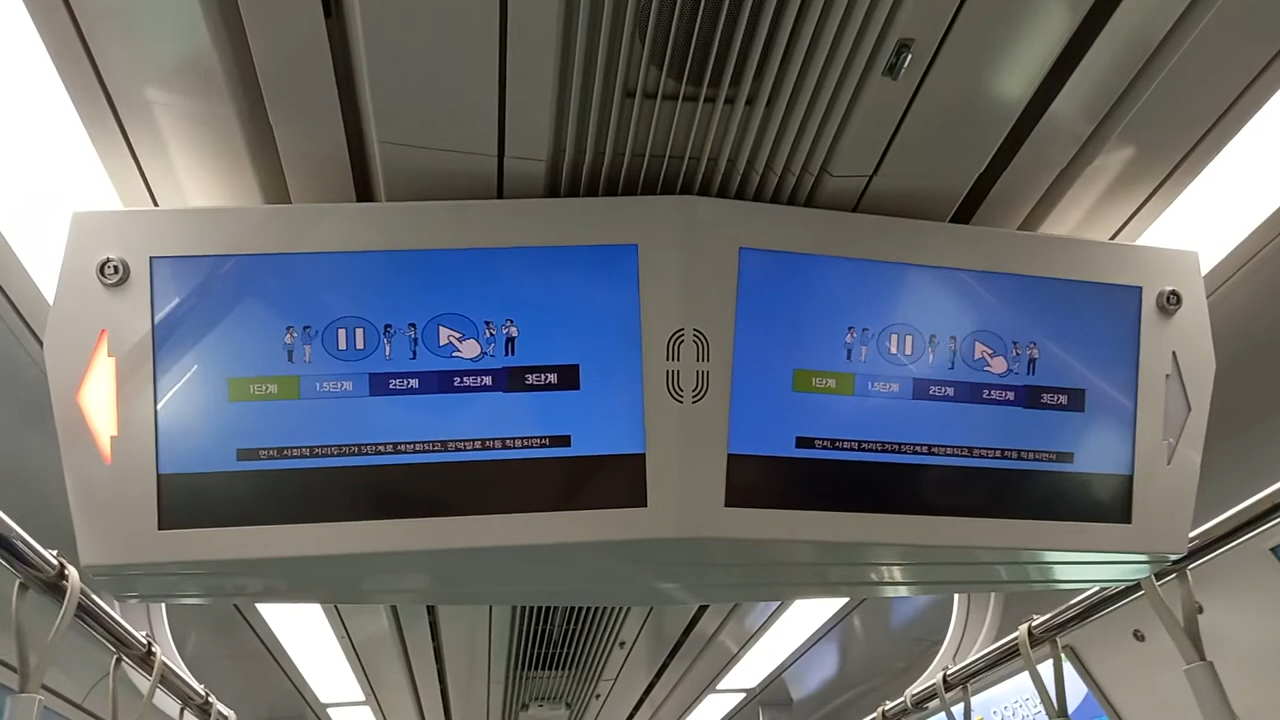 1단계 1.5단계 2단계 2.5단계 3단계
먼저, 사회적 거리두기가 5단계로 세분화되고, 권역별로 차등 적용되면서
1단계 1.5단계 2단계 2.5단계 3단계
먼저, 사회적 거리두기가 5단계로 세분화되고, 권역별로 차등 적용되면서